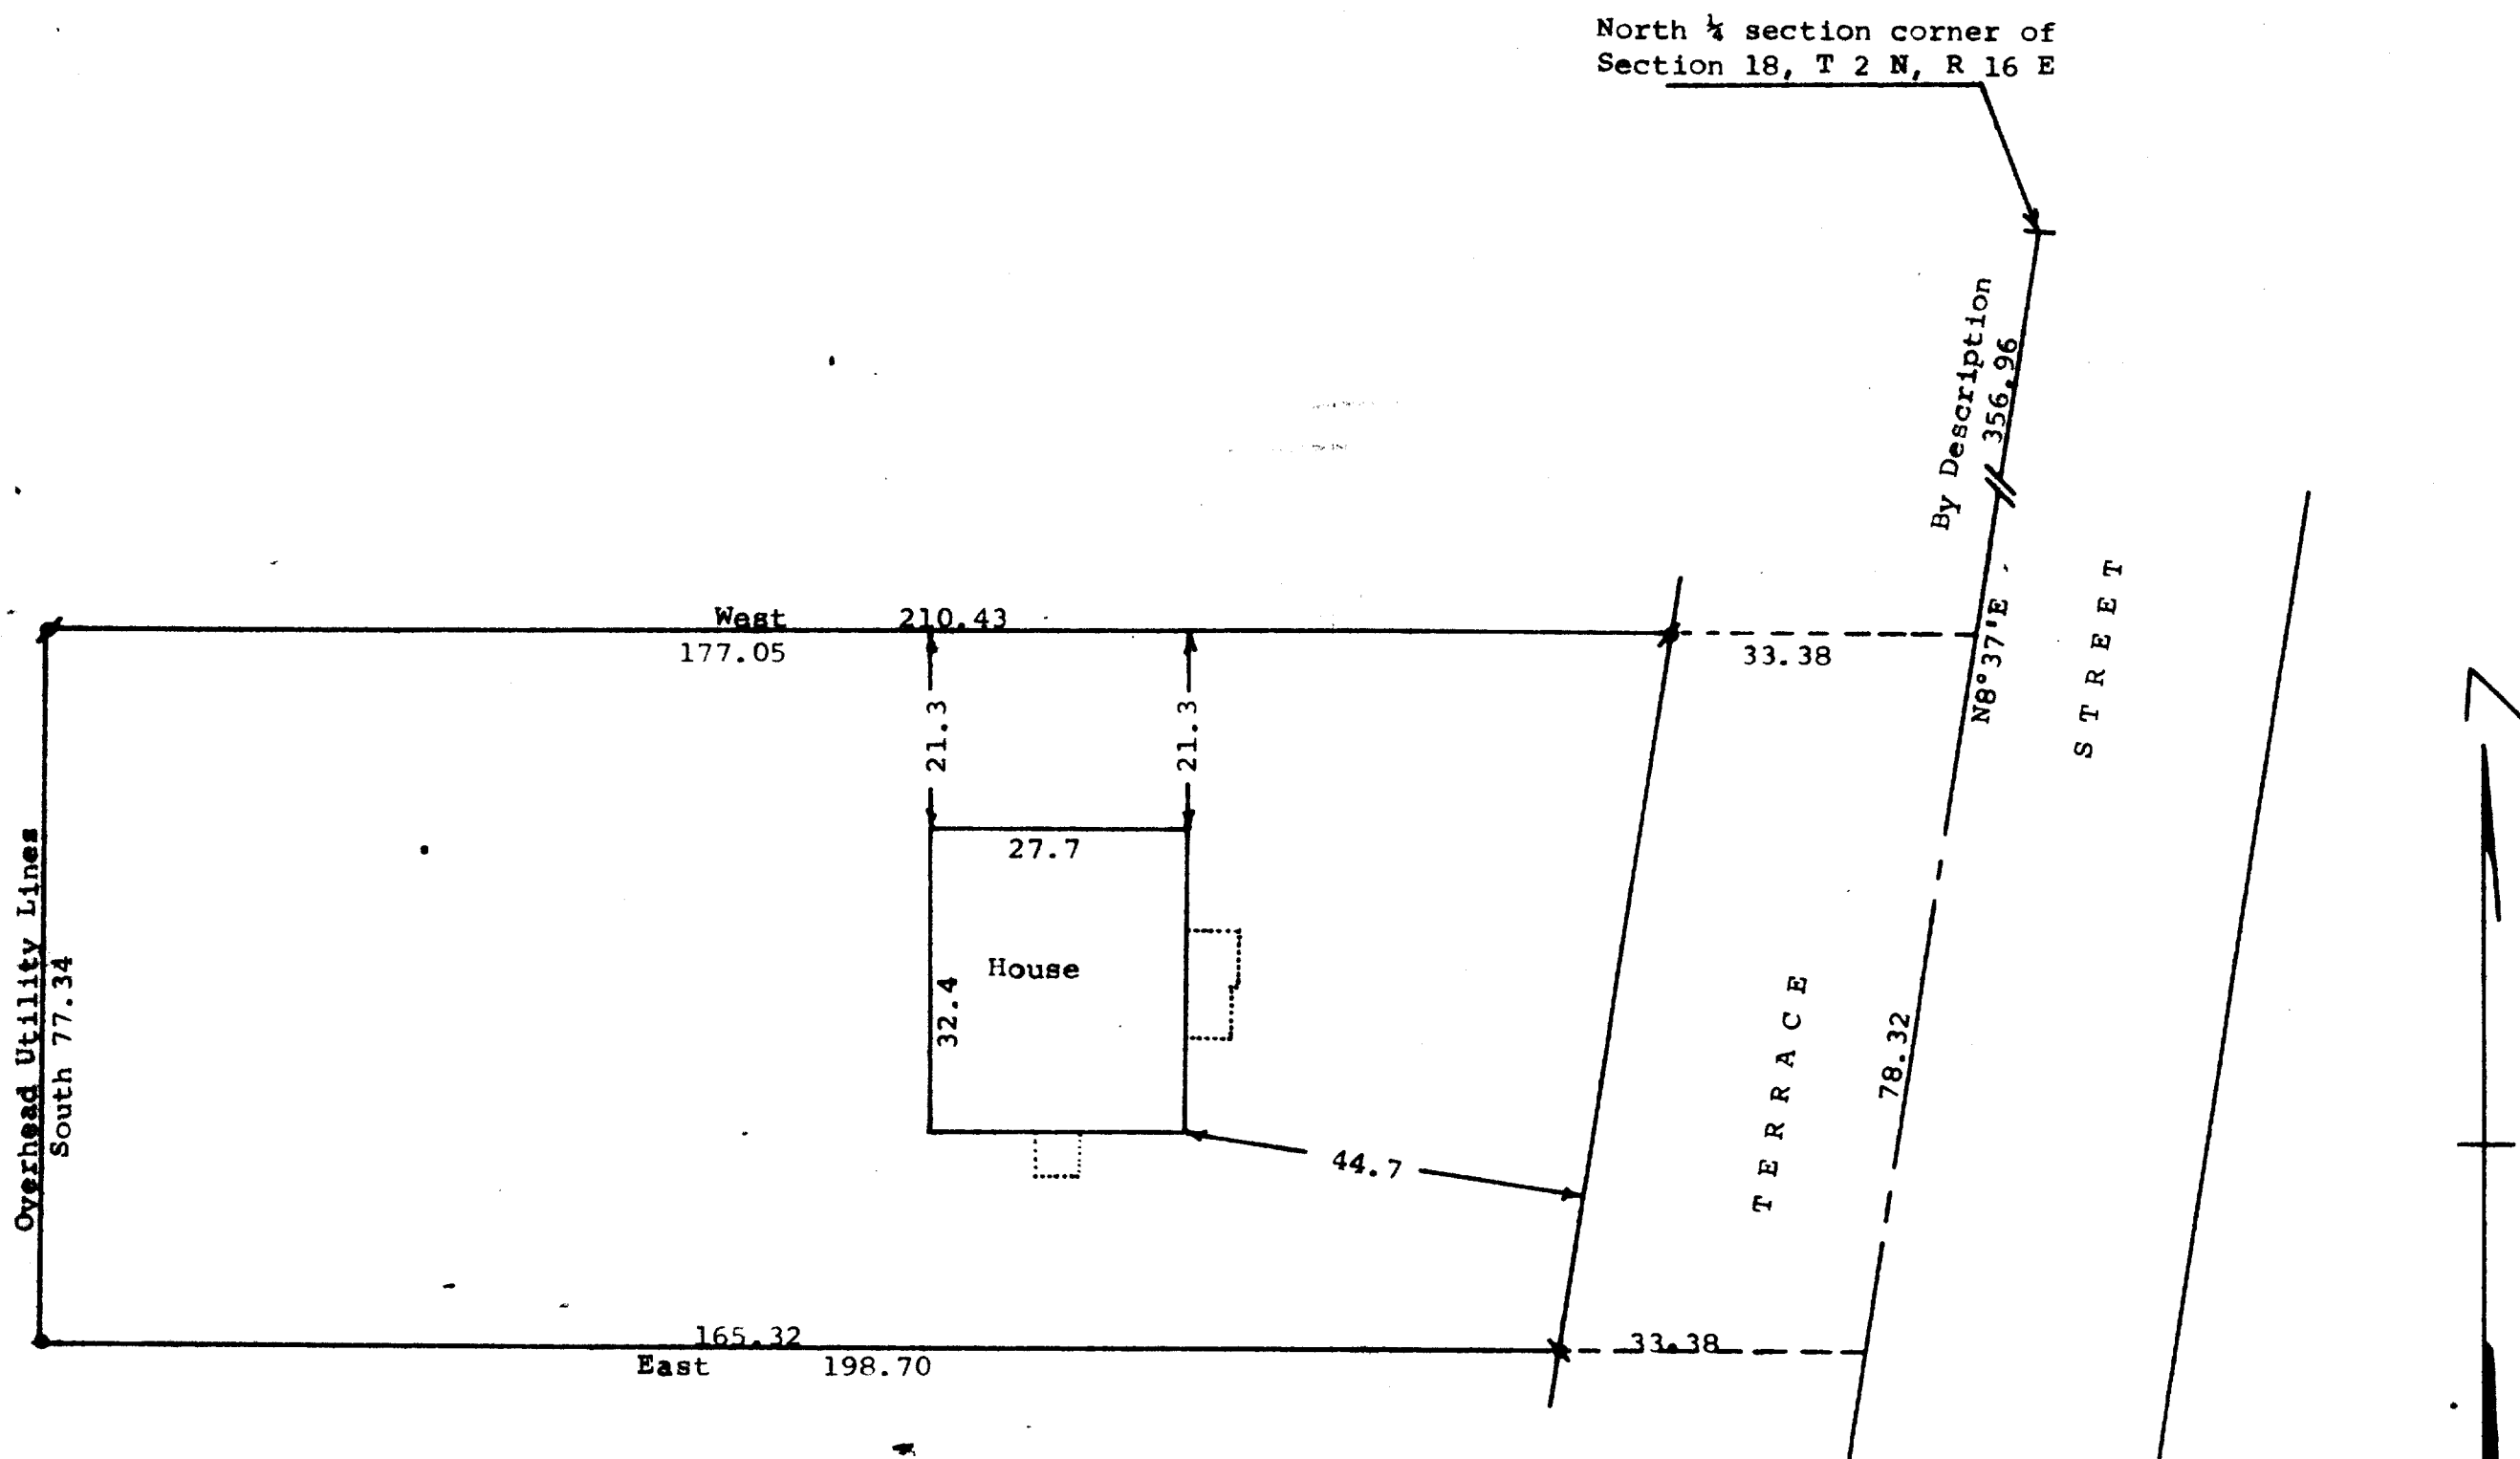 North ¼ section corner of
Section 18, T 2 N, R 16 E
By Description
356.96
N8°37'E
STREET
West 210.43
177.05
33.38
21.3
21.3
27.7
House
32.4
Overhead Utility Lines
South 77.34
44.7
TERRACE
78.32
165.32
33.38
East 198.70